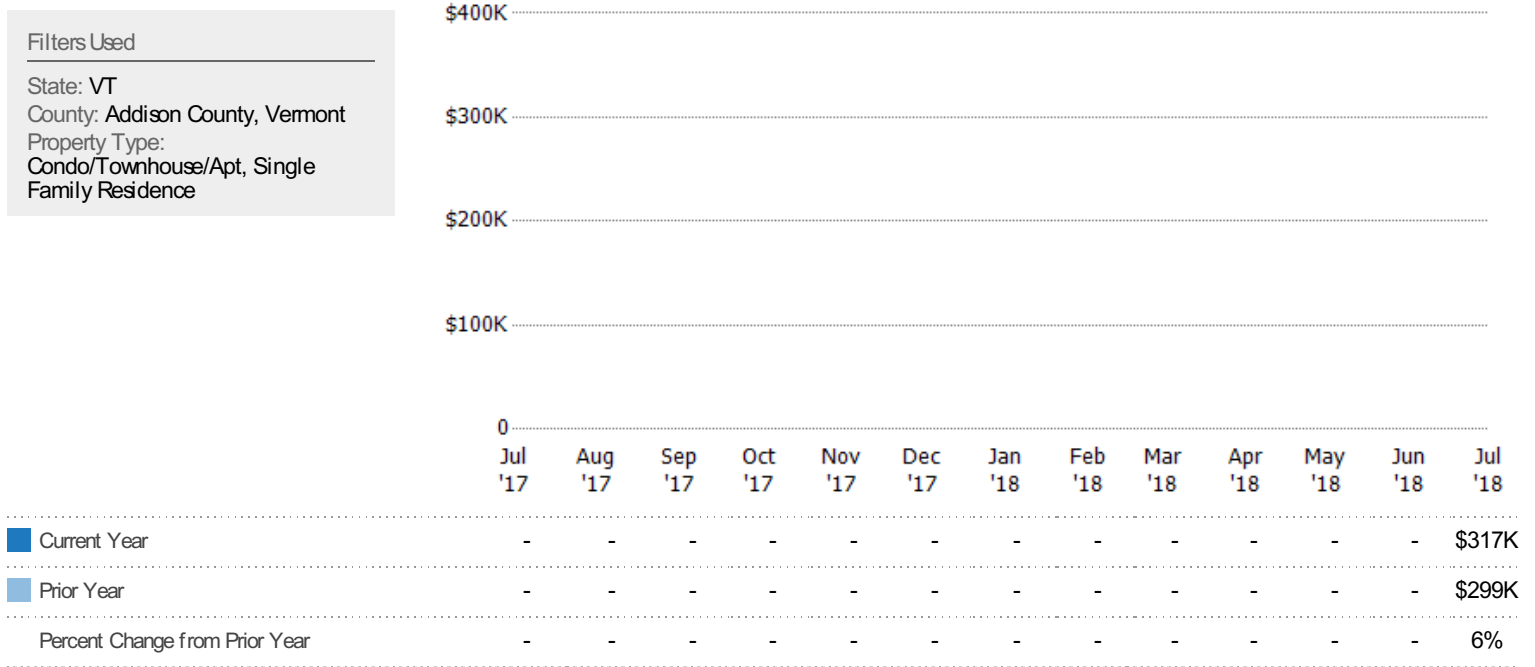 Filters Used
State: VT
County: Addison County, Vermont
Property Type:
Condo/Townhouse/Apt, Single
Family Residence
$400K
$300K
$200K
$100K
0
Jul Aug Sep Oct Nov Dec Jan Feb Mar Apr May Jun Jul
'17 '17 '17 '17 '17 '17 '18 '18 '18 '18 '18 '18 '18
Current Year - - - - - - - - - - - - $317K
Prior Year - - - - - - - - - - - - $299K
Percent Change from Prior Year - - - - - - - - - - - - 6%